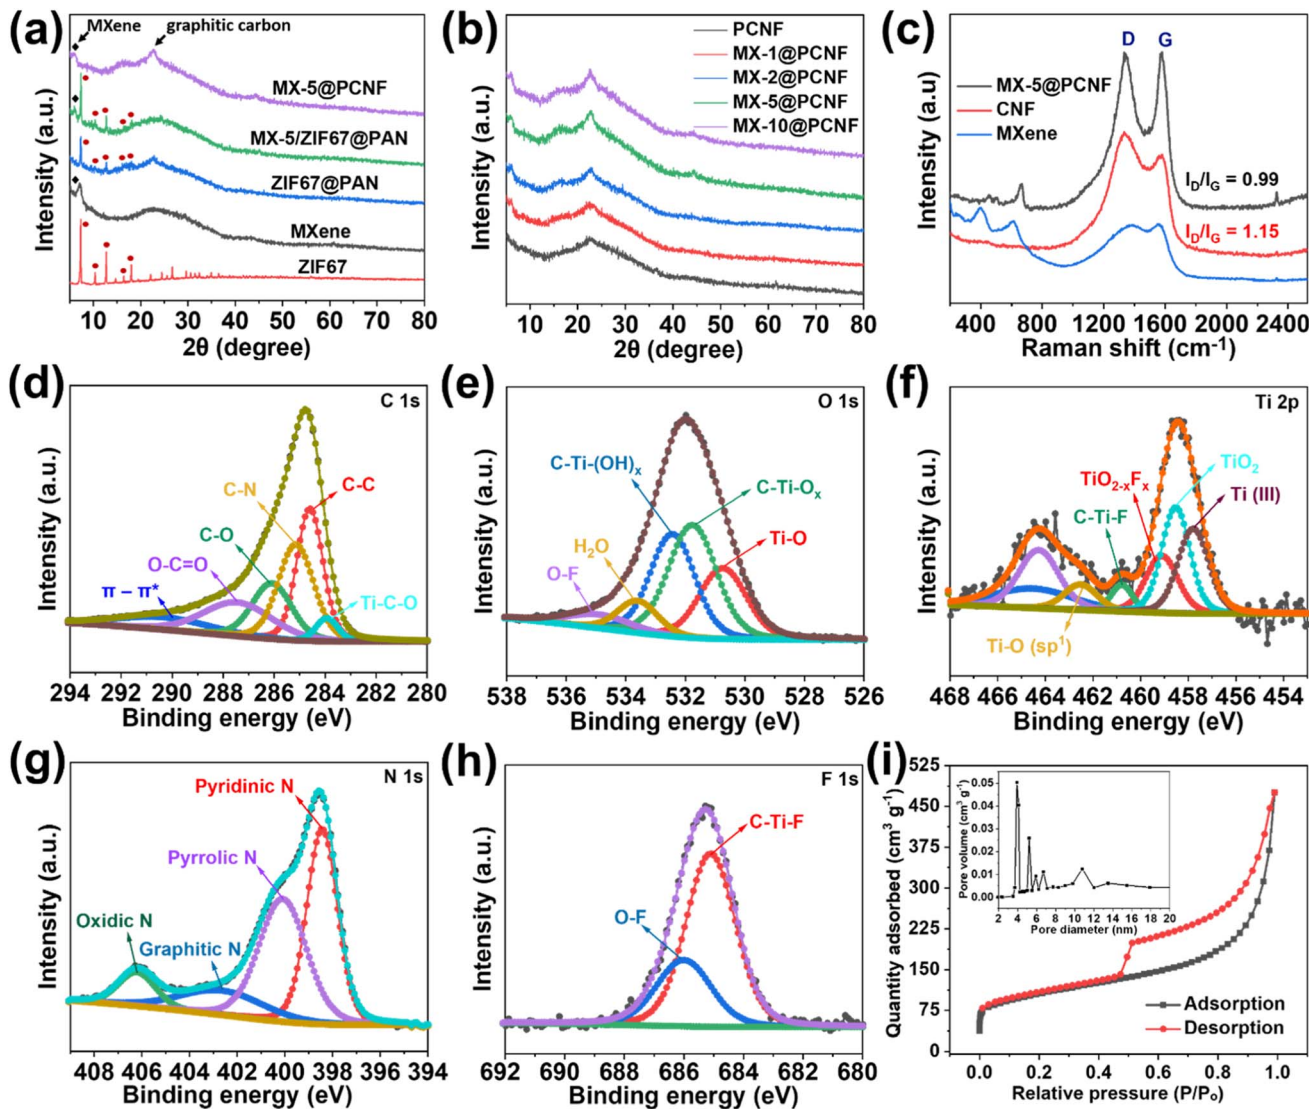 (a)
MXene
graphitic carbon
MX-5@PCNF
MX-5/ZIF67@PAN
ZIF67@PAN
MXene
ZIF67
Intensity (a.u.)
10 20 30 40 50 60 70 80
2θ (degree)
(b)
PCNF
MX-1@PCNF
MX-2@PCNF
MX-5@PCNF
MX-10@PCNF
Intensity (a.u.)
10 20 30 40 50 60 70 80
2θ (degree)
(c)
D G
MX-5@PCNF
CNF
MXene
I_D/I_G = 0.99
I_D/I_G = 1.15
Intensity (a.u)
400 800 1200 1600 2000 2400
Raman shift (cm⁻¹)
(d)
C 1s
C-N
C-C
C-O
O-C=O
π – π*
Ti-C-O
Intensity (a.u.)
294 292 290 288 286 284 282 280
Binding energy (eV)
(e)
O 1s
C-Ti-(OH)ₓ
C-Ti-Oₓ
H₂O
Ti-O
O-F
Intensity (a.u.)
538 536 534 532 530 528 526
Binding energy (eV)
(f)
Ti 2p
TiO₂
TiO₂₋ₓFₓ
Ti (III)
C-Ti-F
Ti-O (sp¹)
Intensity (a.u.)
468 466 464 462 460 458 456 454
Binding energy (eV)
(g)
N 1s
Pyridinic N
Pyrrolic N
Oxidic N
Graphitic N
Intensity (a.u.)
408 406 404 402 400 398 396 394
Binding energy (eV)
(h)
F 1s
C-Ti-F
O-F
Intensity (a.u.)
692 690 688 686 684 682 680
Binding energy (eV)
(i)
Quantity adsorbed (cm³ g⁻¹)
525
450
375
300
225
150
75
0
Pore volume (cm³ g⁻¹)
0.05
0.04
0.03
0.02
0.01
0.00
2 4 6 8 10 12 14 16 18 20
Pore diameter (nm)
Adsorption
Desorption
0.0 0.2 0.4 0.6 0.8 1.0
Relative pressure (P/Pₒ)